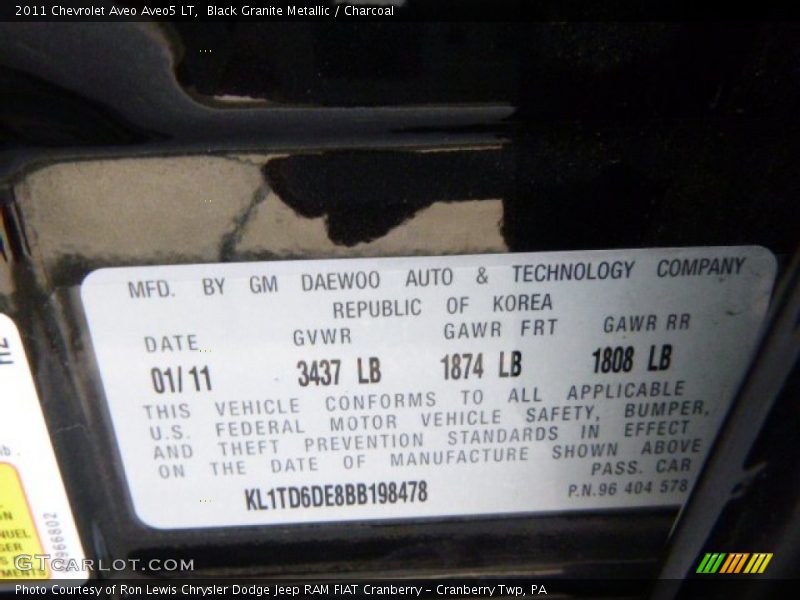 2011 Chevrolet Aveo Aveo5 LT, Black Granite Metallic / Charcoal
MFD. BY GM DAEWOO AUTO & TECHNOLOGY COMPANY
REPUBLIC OF KOREA
DATE GVWR GAWR FRT GAWR RR
01/11 3437 LB 1874 LB 1808 LB
THIS VEHICLE CONFORMS TO ALL APPLICABLE
U.S. FEDERAL MOTOR VEHICLE SAFETY, BUMPER,
AND THEFT PREVENTION STANDARDS IN EFFECT
ON THE DATE OF MANUFACTURE SHOWN ABOVE
PASS. CAR
KL1TD6DE8BB198478
P.N.96 404 578
GTCARLOT.COM
Photo Courtesy of Ron Lewis Chrysler Dodge Jeep RAM FIAT Cranberry – Cranberry Twp, PA